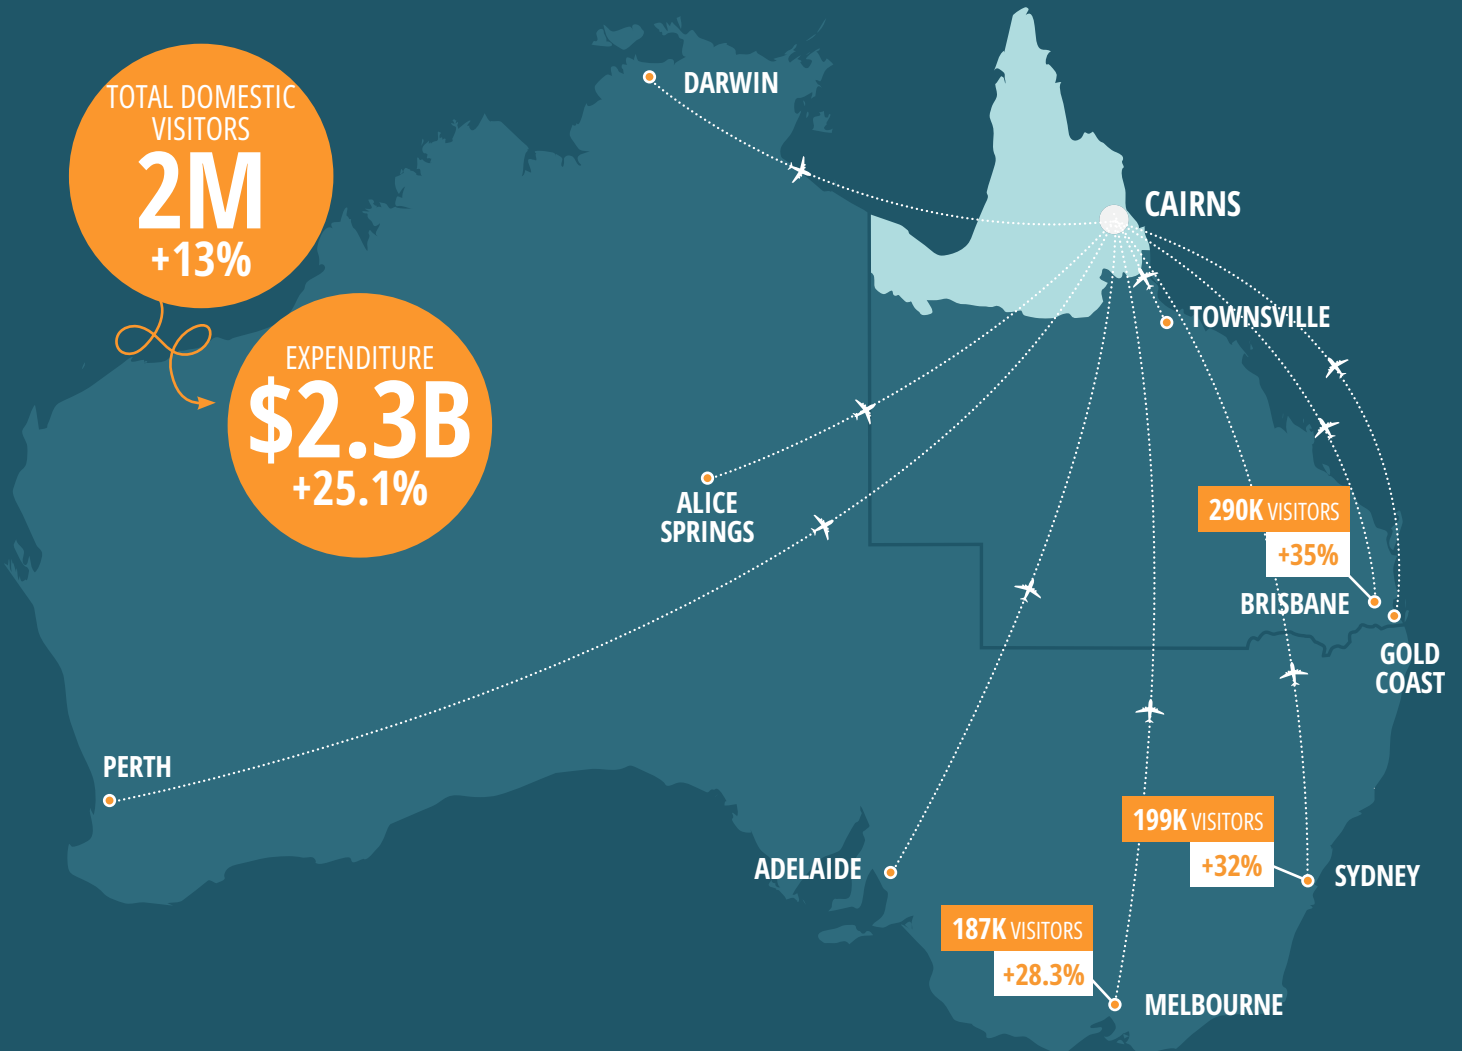 TOTAL DOMESTIC
VISITORS
2M
+13%
EXPENDITURE
$2.3B
+25.1%
DARWIN
CAIRNS
TOWNSVILLE
ALICE
SPRINGS
290K VISITORS
+35%
BRISBANE
GOLD
COAST
PERTH
199K VISITORS
+32%
SYDNEY
ADELAIDE
187K VISITORS
+28.3%
MELBOURNE